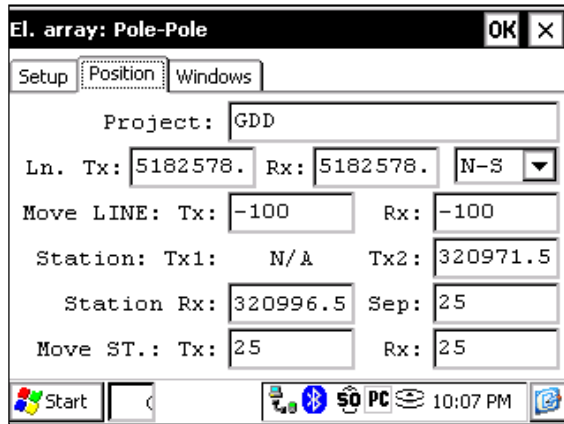 El. array: Pole-Pole OK
Setup Position Windows
Project: GDD
Ln. Tx: 5182578. Rx: 5182578. N-S
Move LINE: Tx: -100 Rx: -100
Station: Tx1: N/A Tx2: 320971.5
Station Rx: 320996.5 Sep: 25
Move ST.: Tx: 25 Rx: 25
Start 50 PC 10:07 PM